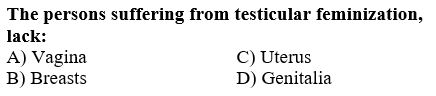 The persons suffering from testicular feminization,
lack:
A) Vagina C) Uterus
B) Breasts D) Genitalia